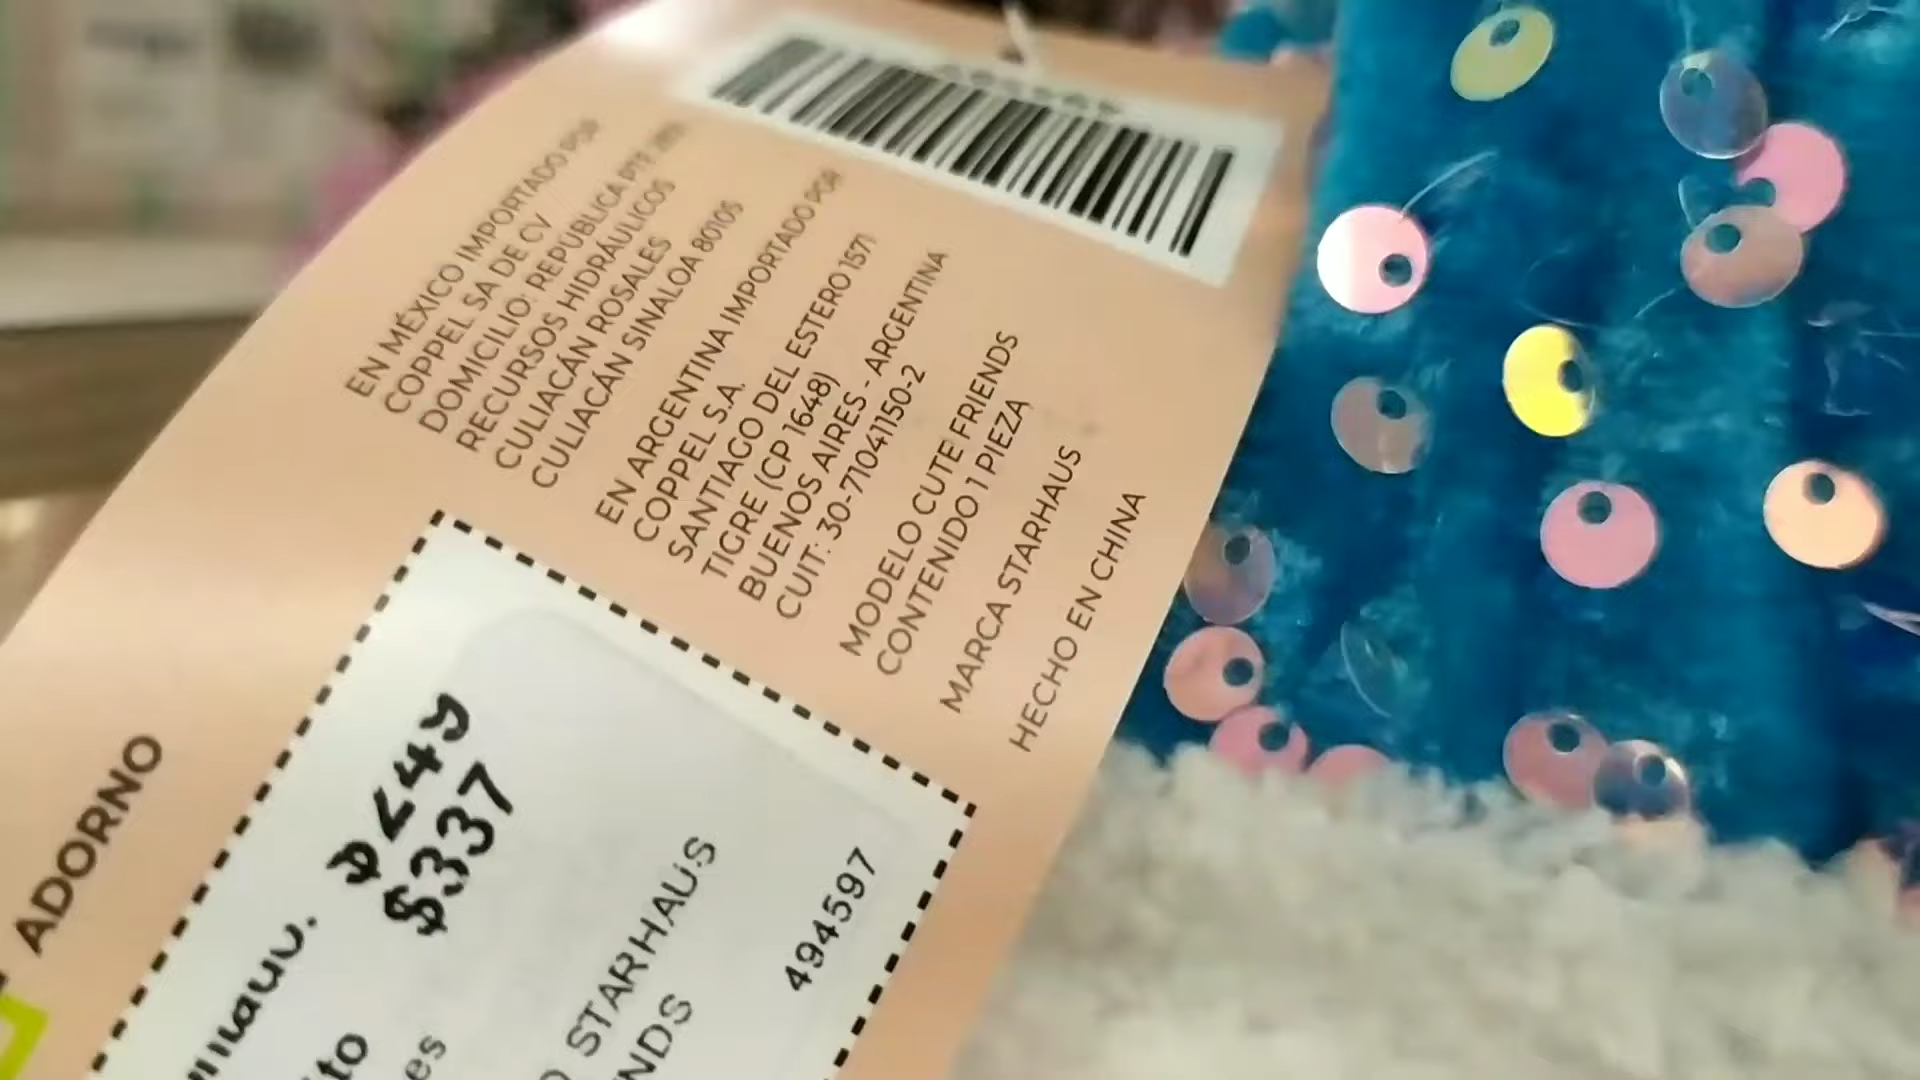 EN MÉXICO IMPORTADO POR
COPPEL SA DE CV
DOMICILIO: REPÚBLICA PTE.
RECURSOS HIDRÁULICOS
CULIACÁN ROSALES
CULIACÁN SINALOA 80105
EN ARGENTINA IMPORTADO POR
COPPEL S.A.
SANTIAGO DEL ESTERO 1571
TIGRE (CP 1648)
BUENOS AIRES - ARGENTINA
CUIT: 30-71041150-2
MODELO CUTE FRIENDS
CONTENIDO 1 PIEZA
MARCA STARHAUS
HECHO EN CHINA
ADORNO
$337
STARHAUS
494597